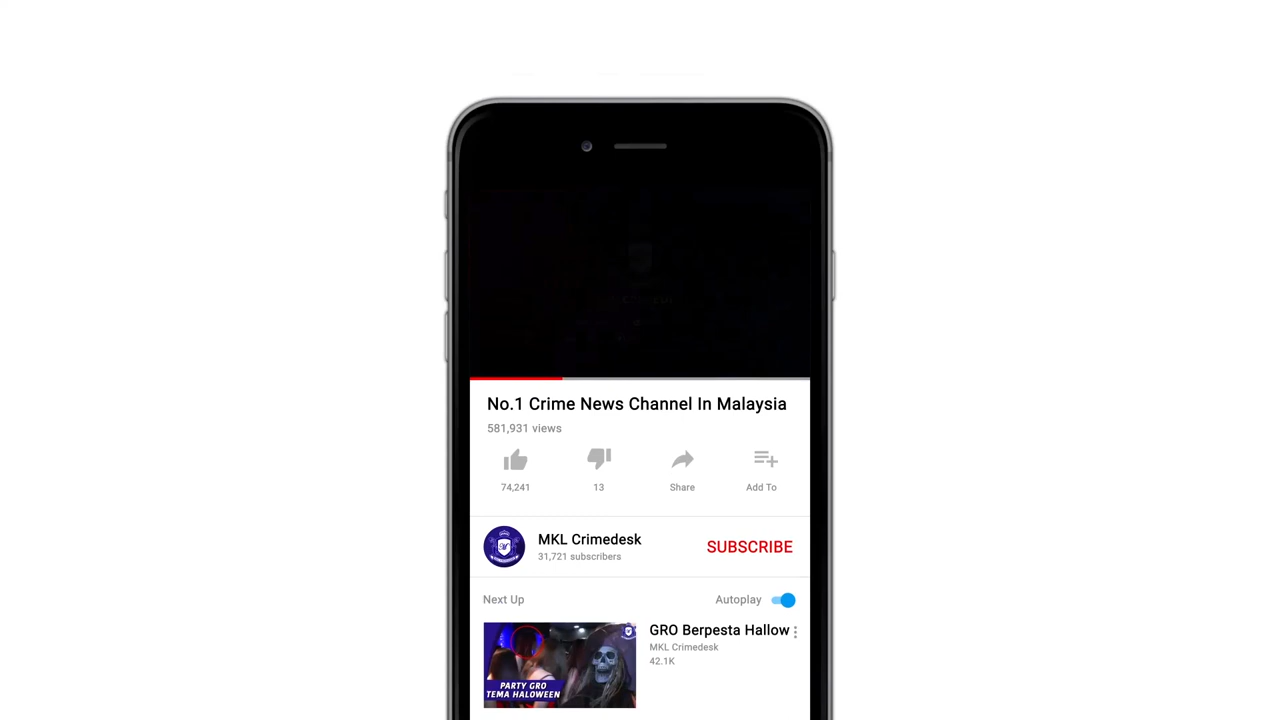 No.1 Crime News Channel In Malaysia
581,931 views
74,241
13
Share
Add To
MKL Crimedesk
31,721 subscribers
SUBSCRIBE
Next Up
Autoplay
GRO Berpesta Hallow
MKL Crimedesk
42.1K
PARTY GRO
TEMA HALOWEEN